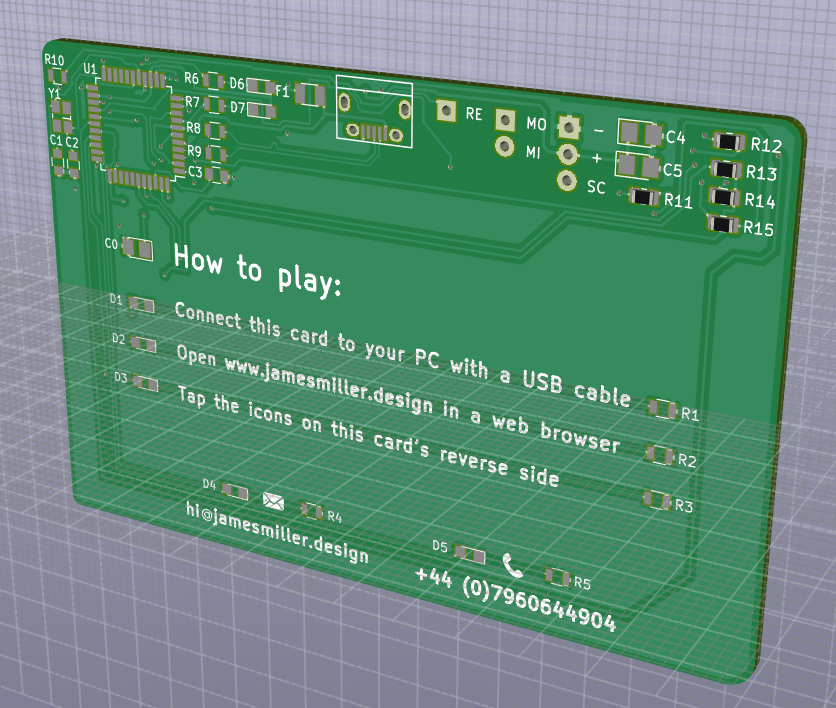 R10
U1
Y1
C1 C2
R6 D6 F1
R7 D7
R8
R9
C3
RE
MO
MI
SC
−
+
C4
C5
R11
R12
R13
R14
R15
C0
How to play:
D1
Connect this card to your PC with a USB cable
R1
D2
Open www.jamesmiller.design in a web browser
R2
D3
Tap the icons on this card's reverse side
R3
D4
R4
hi@jamesmiller.design
D5
R5
+44 (0)7960644904